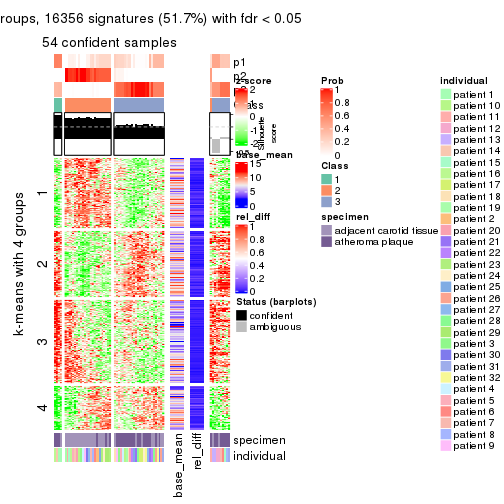 roups, 16356 signatures (51.7%) with fdr < 0.05
54 confident samples
p1
p2
Class
silhouette
score
k-means with 4 groups
1
2
3
4
specimen
individual
base_mean
rel_diff
z-score
2
1
0
-1
-2
base_mean
15
10
5
0
rel_diff
1
0.8
0.6
0.4
0.2
0
Status (barplots)
confident
ambiguous
Prob
1
0.8
0.6
0.4
0.2
0
Class
1
2
3
specimen
adjacent carotid tissue
atheroma plaque
individual
patient 1
patient 10
patient 11
patient 12
patient 13
patient 14
patient 15
patient 16
patient 17
patient 18
patient 19
patient 2
patient 20
patient 21
patient 22
patient 23
patient 24
patient 25
patient 26
patient 27
patient 28
patient 29
patient 3
patient 30
patient 31
patient 32
patient 4
patient 5
patient 6
patient 7
patient 8
patient 9